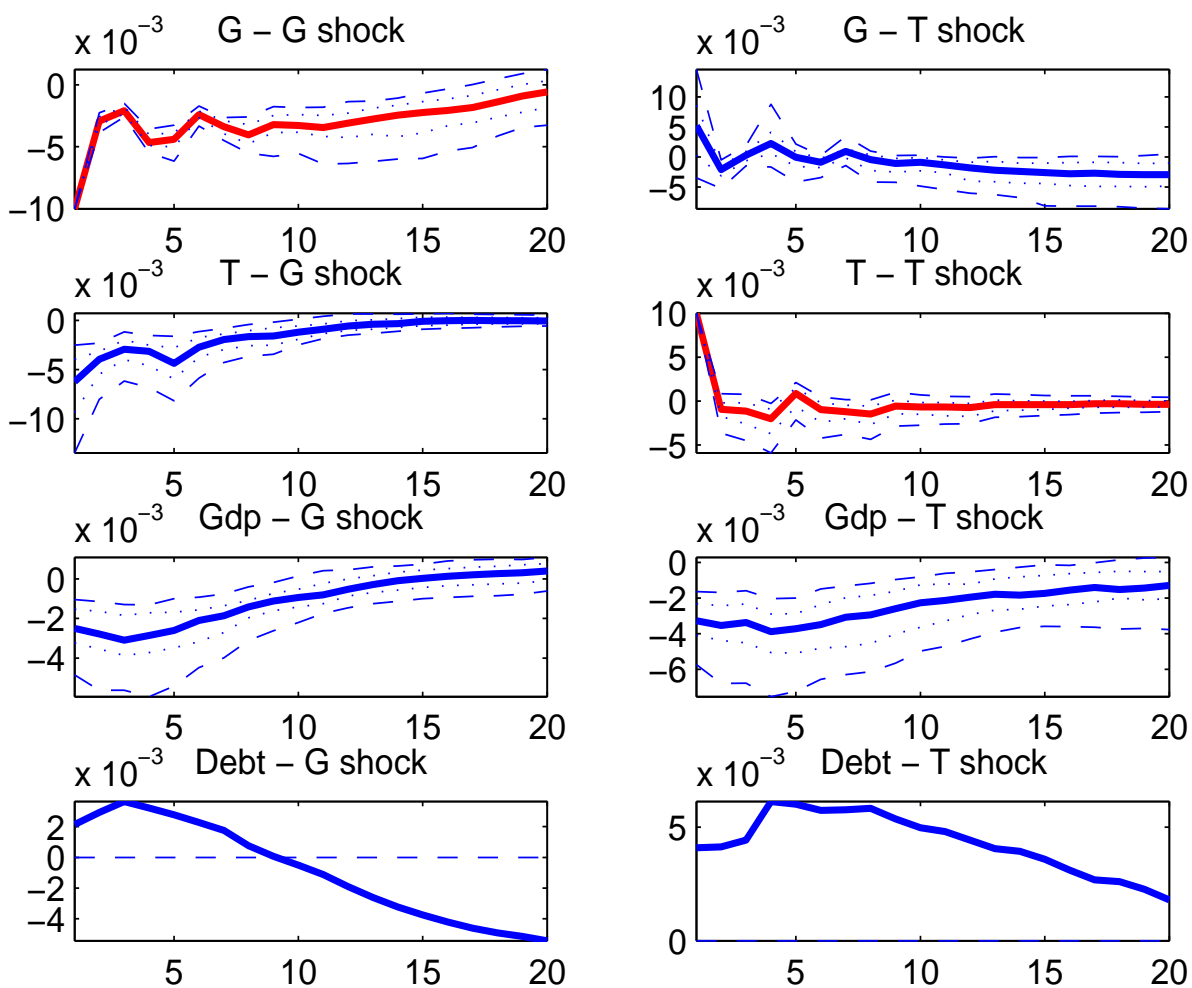 x 10−3 G − G shock
0
−5
−10
5 10 15 20
x 10−3 G − T shock
10
5
0
−5
5 10 15 20
x 10−3 T − G shock
0
−5
−10
5 10 15 20
x 10−3 T − T shock
10
5
0
−5
5 10 15 20
x 10−3 Gdp − G shock
0
−2
−4
5 10 15 20
x 10−3 Gdp − T shock
0
−2
−4
−6
5 10 15 20
x 10−3 Debt − G shock
2
0
−2
−4
5 10 15 20
x 10−3 Debt − T shock
5
0
5 10 15 20